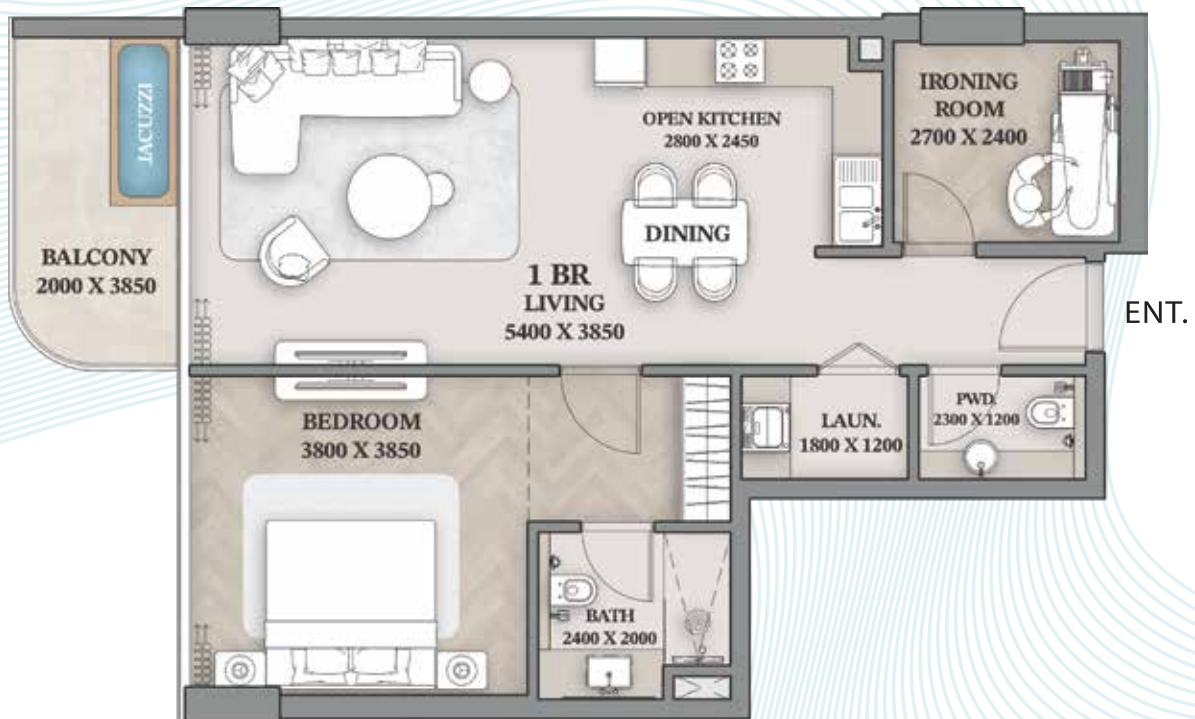 JACUZZI
BALCONY
2000 X 3850
OPEN KITCHEN
2800 X 2450
IRONING
ROOM
2700 X 2400
DINING
1 BR
LIVING
5400 X 3850
ENT.
BEDROOM
3800 X 3850
LAUN.
1800 X 1200
PWD.
2300 X 1200
BATH
2400 X 2000